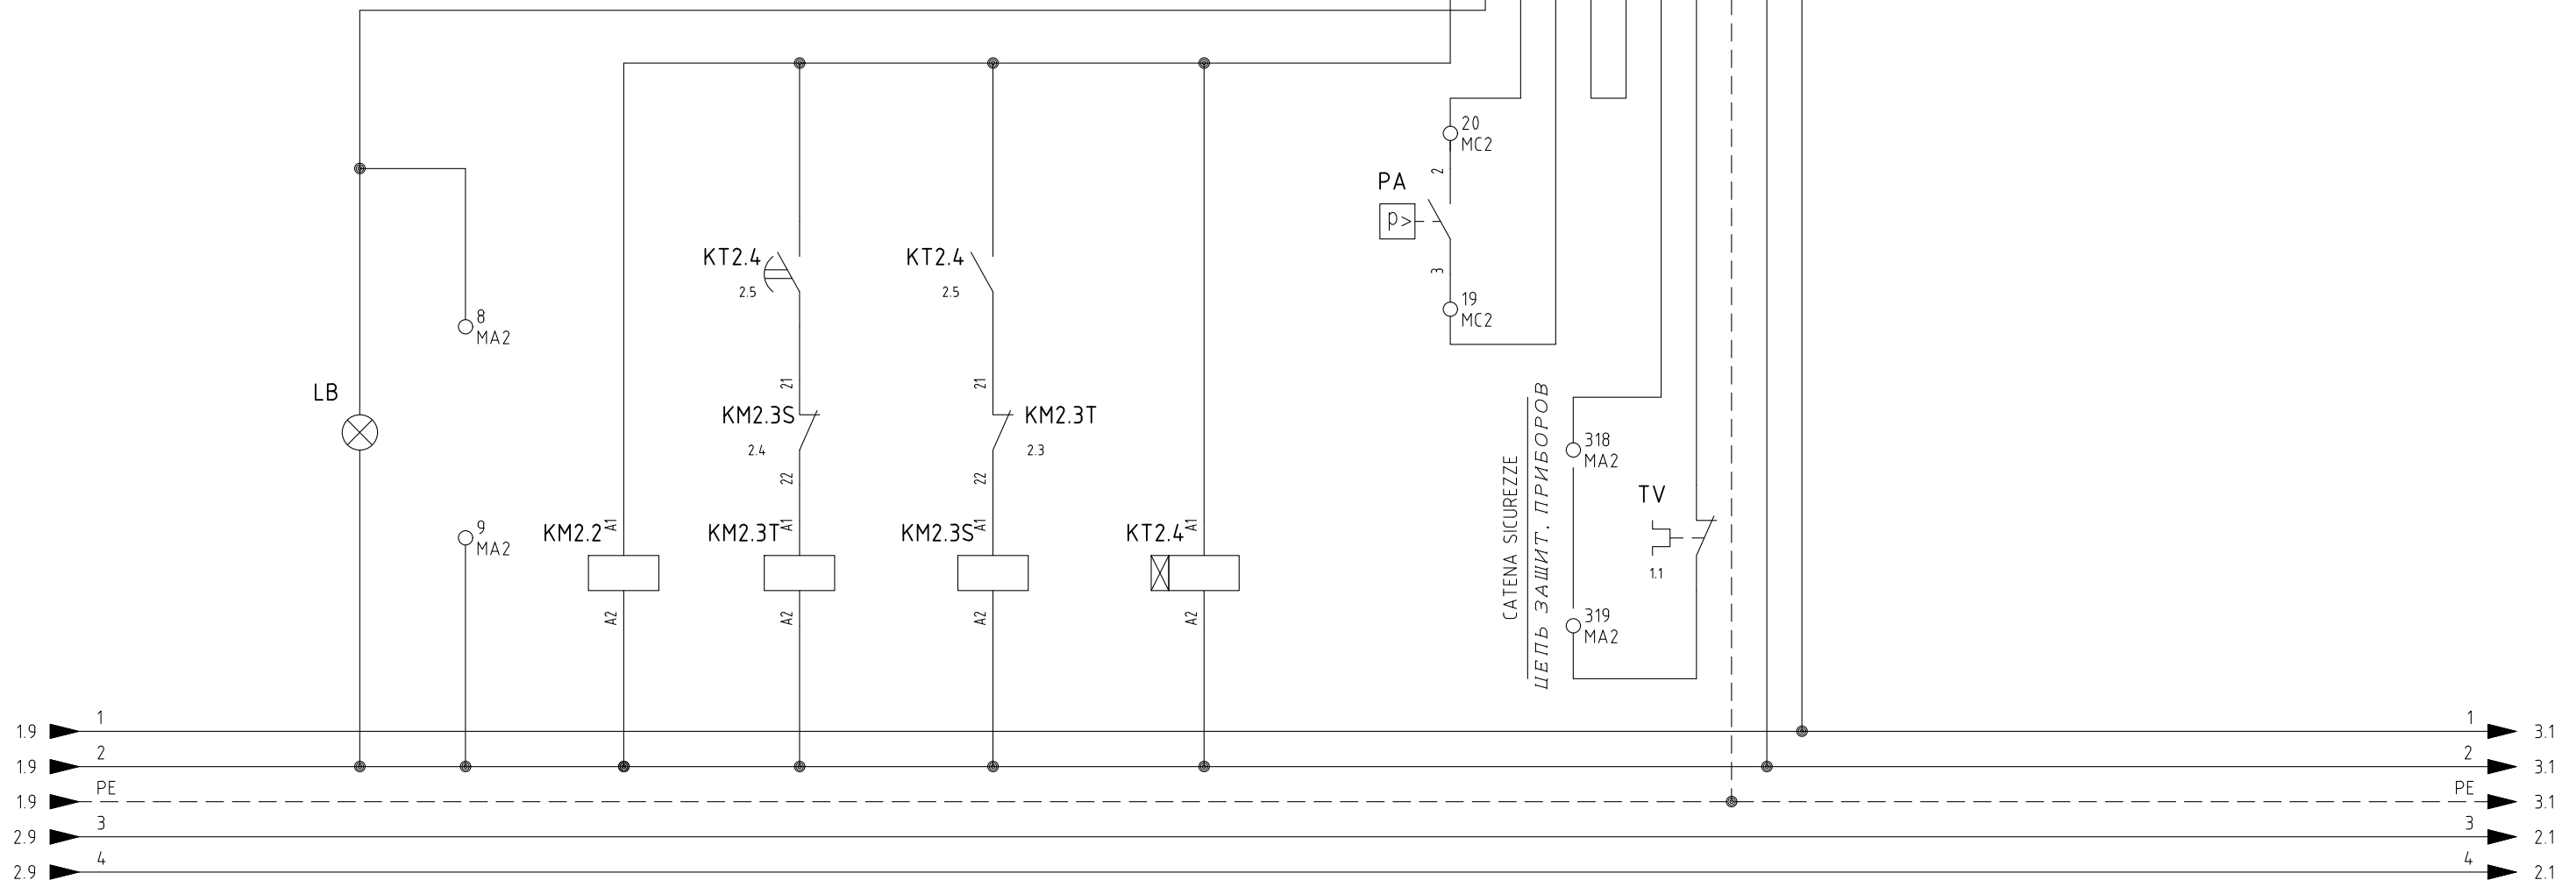 20
MC2
2
PA
p>
3
19
MC2
KT2.4
2.5
KT2.4
2.5
8
MA2
LB
21
KM2.3S
2.4
22
21
KM2.3T
2.3
22
9
MA2
KM2.2
A1
A2
KM2.3T
A1
A2
KM2.3S
A1
A2
KT2.4
A1
A2
CATENA SICUREZZE
ЦЕПЬ ЗАЩИТ. ПРИБОРОВ
318
MA2
TV
1.1
319
MA2
1.9 1 1 3.1
1.9 2 2 3.1
1.9 PE PE 3.1
2.9 3 3 2.1
2.9 4 4 2.1